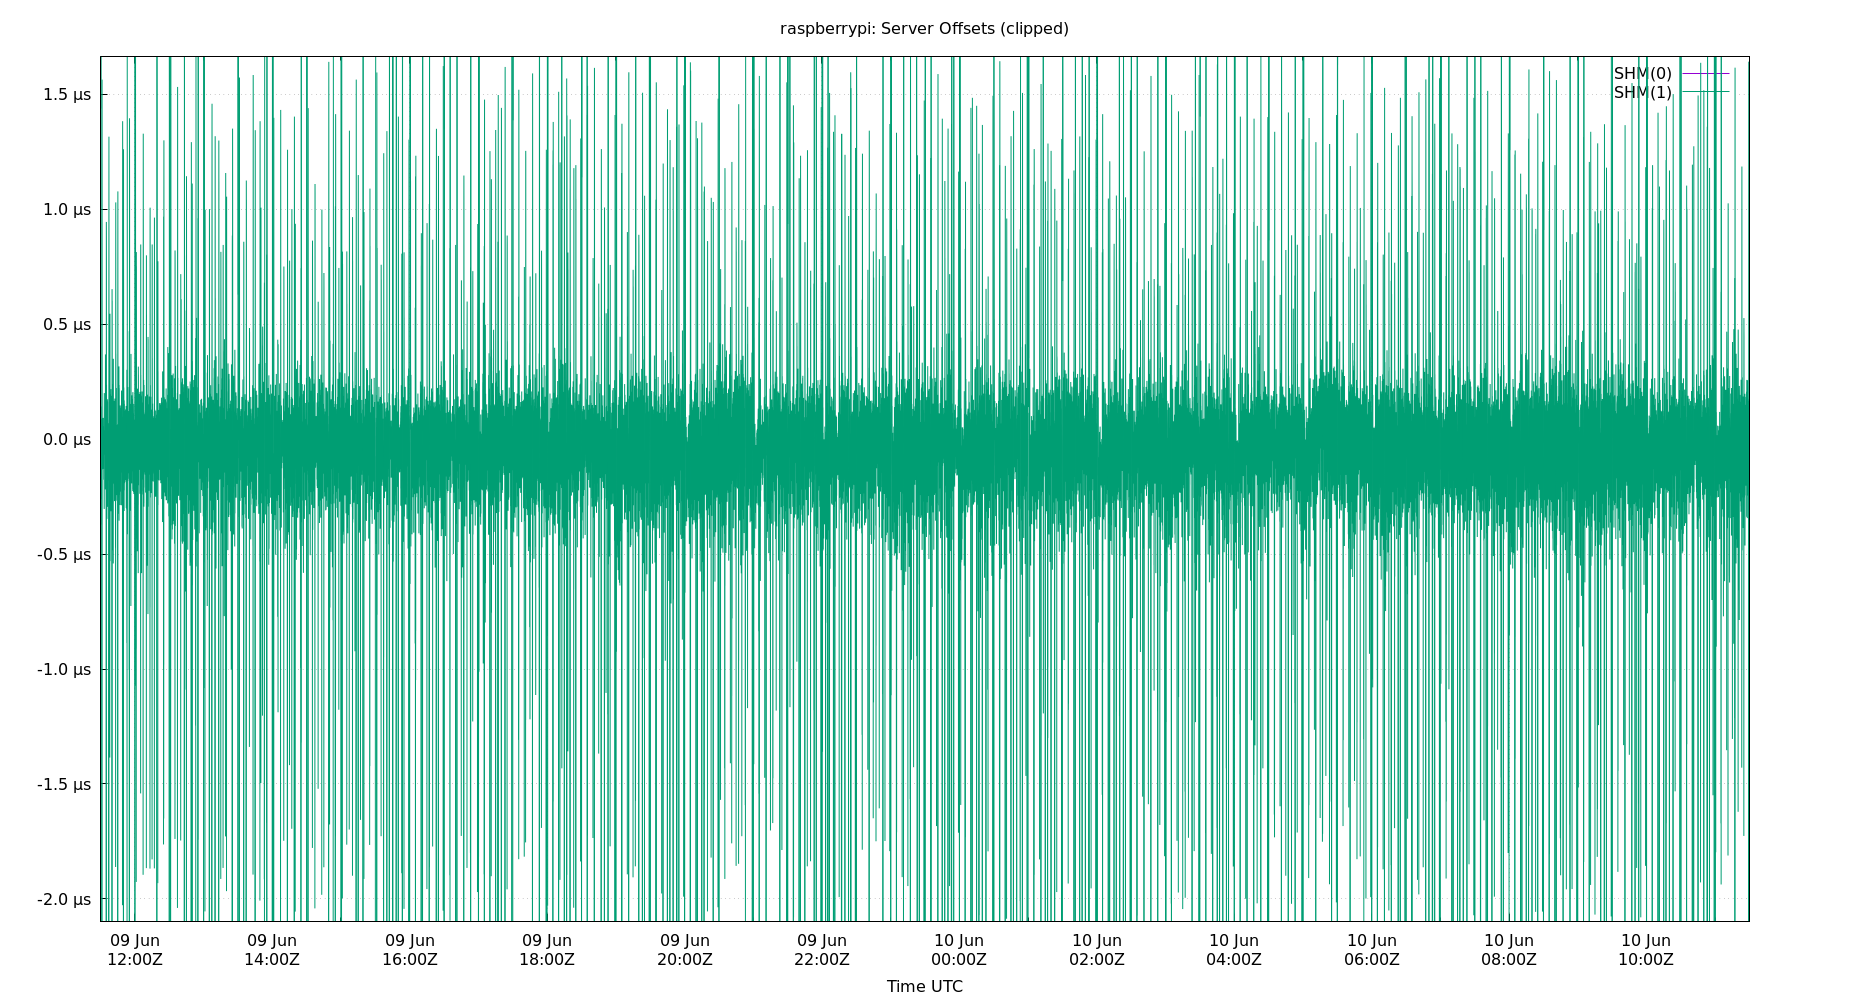 raspberrypi: Server Offsets (clipped)
SHM(0)
SHM(1)
1.5 µs
1.0 µs
0.5 µs
0.0 µs
-0.5 µs
-1.0 µs
-1.5 µs
-2.0 µs
09 Jun 09 Jun 09 Jun 09 Jun 09 Jun 09 Jun 10 Jun 10 Jun 10 Jun 10 Jun 10 Jun 10 Jun
12:00Z 14:00Z 16:00Z 18:00Z 20:00Z 22:00Z 00:00Z 02:00Z 04:00Z 06:00Z 08:00Z 10:00Z
Time UTC